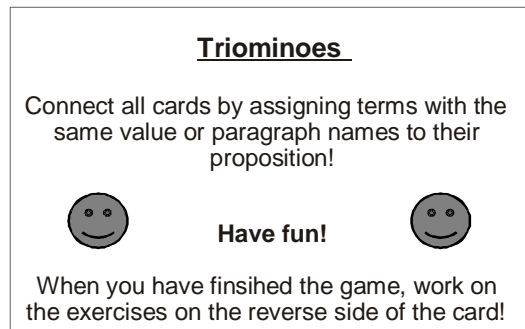 Triominoes
Connect all cards by assigning terms with the
same value or paragraph names to their
proposition!
Have fun!
When you have finsihed the game, work on
the exercises on the reverse side of the card!